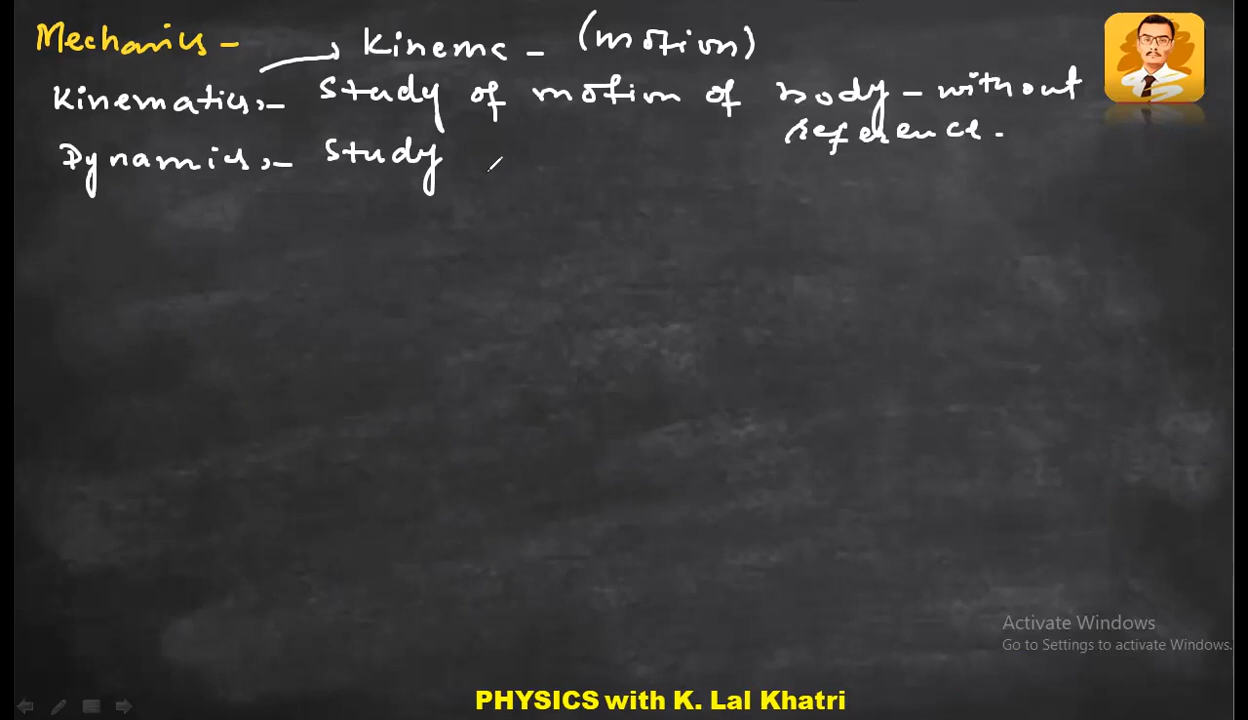 Mechanics -
Kinema - (motion)
Kinematics :- Study of motion of body - without
reference.
Dynamics :- Study
Activate Windows
Go to Settings to activate Windows.
PHYSICS with K. Lal Khatri